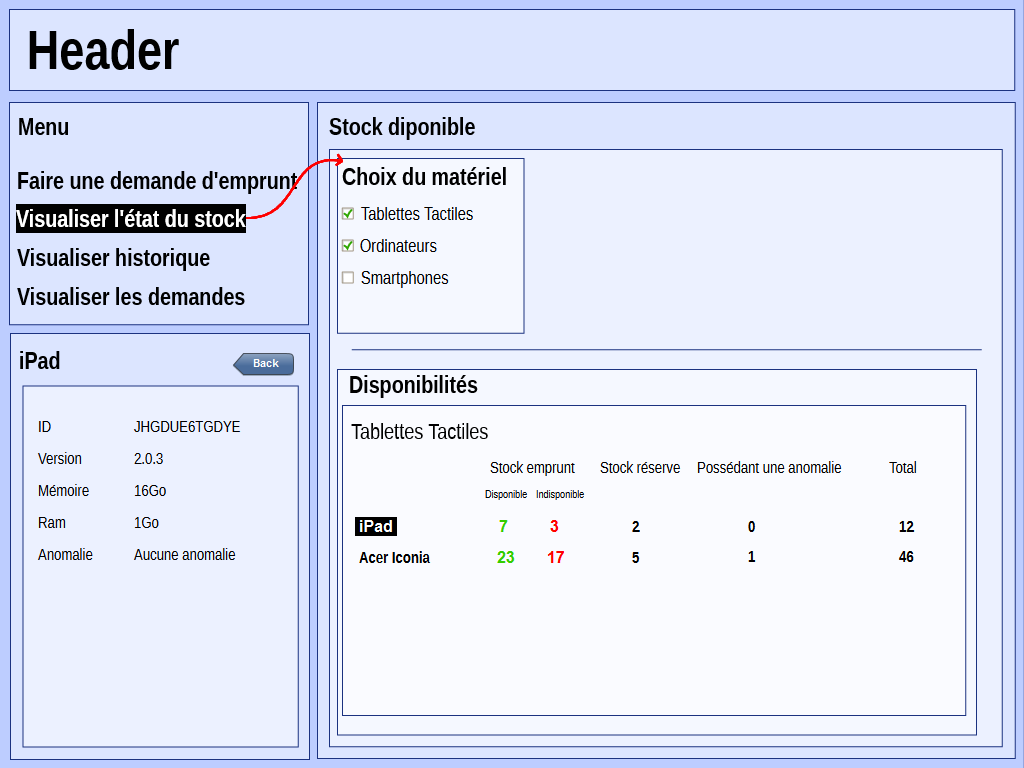 Header
Menu
Faire une demande d'emprunt
Visualiser l'état du stock
Visualiser historique
Visualiser les demandes
iPad
Back
ID JHGDUE6TGDYE
Version 2.0.3
Mémoire 16Go
Ram 1Go
Anomalie Aucune anomalie
Stock diponible
Choix du matériel
Tablettes Tactiles
Ordinateurs
Smartphones
Disponibilités
Tablettes Tactiles
Stock emprunt Stock réserve Possédant une anomalie Total
Disponible Indisponible
iPad 7 3 2 0 12
Acer Iconia 23 17 5 1 46